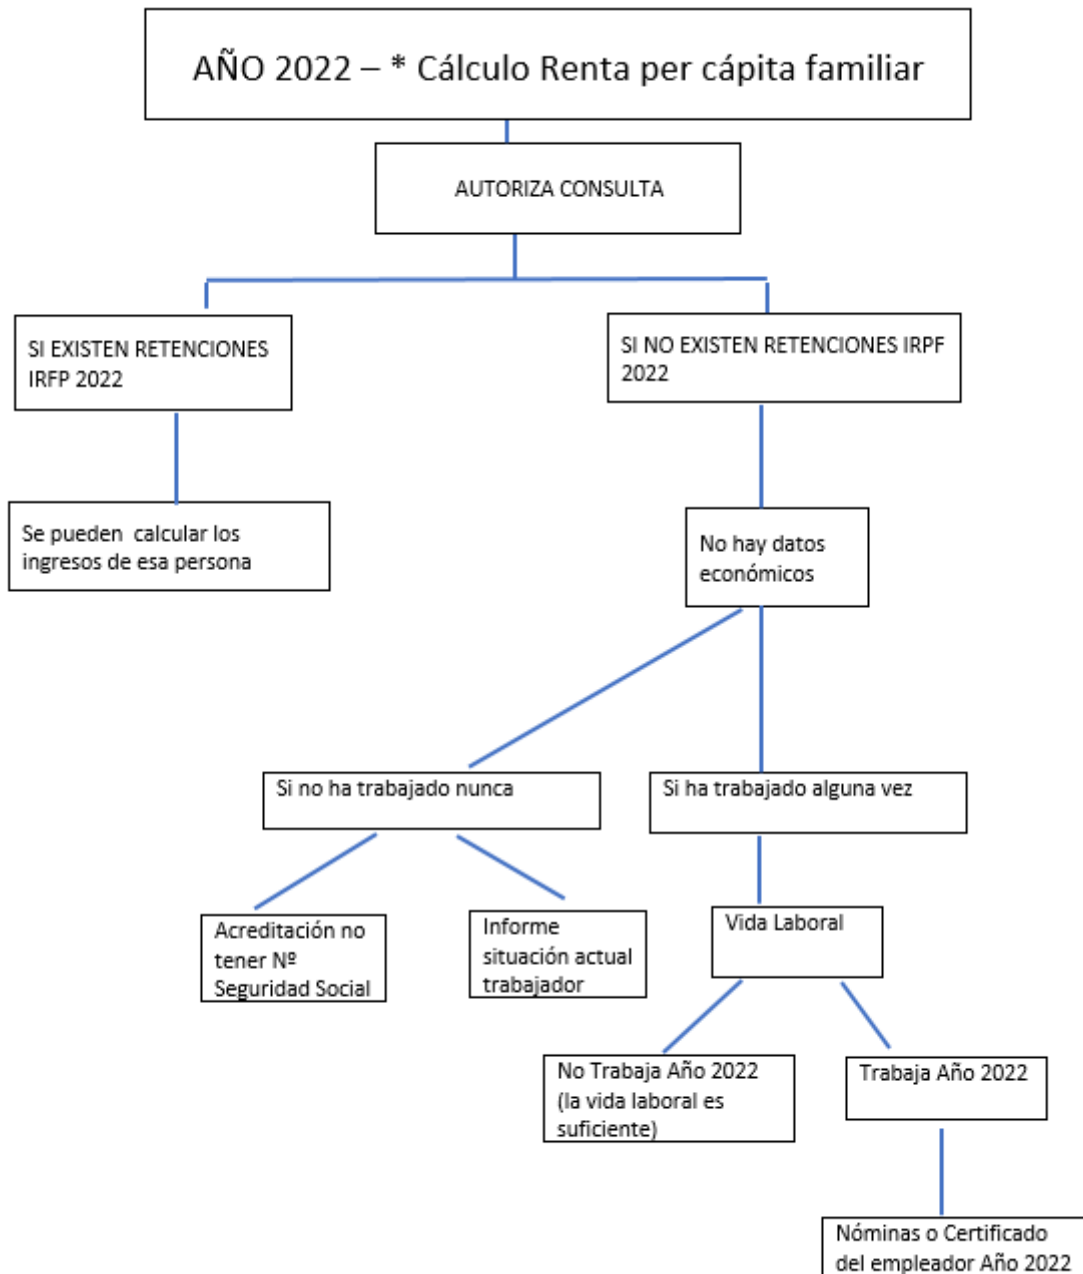 AÑO 2022 – * Cálculo Renta per cápita familiar
AUTORIZA CONSULTA
SI EXISTEN RETENCIONES
IRFP 2022
SI NO EXISTEN RETENCIONES IRPF
2022
Se pueden calcular los
ingresos de esa persona
No hay datos
económicos
Si no ha trabajado nunca
Si ha trabajado alguna vez
Acreditación no
tener Nº
Seguridad Social
Informe
situación actual
trabajador
Vida Laboral
No Trabaja Año 2022
(la vida laboral es
suficiente)
Trabaja Año 2022
Nóminas o Certificado
del empleador Año 2022